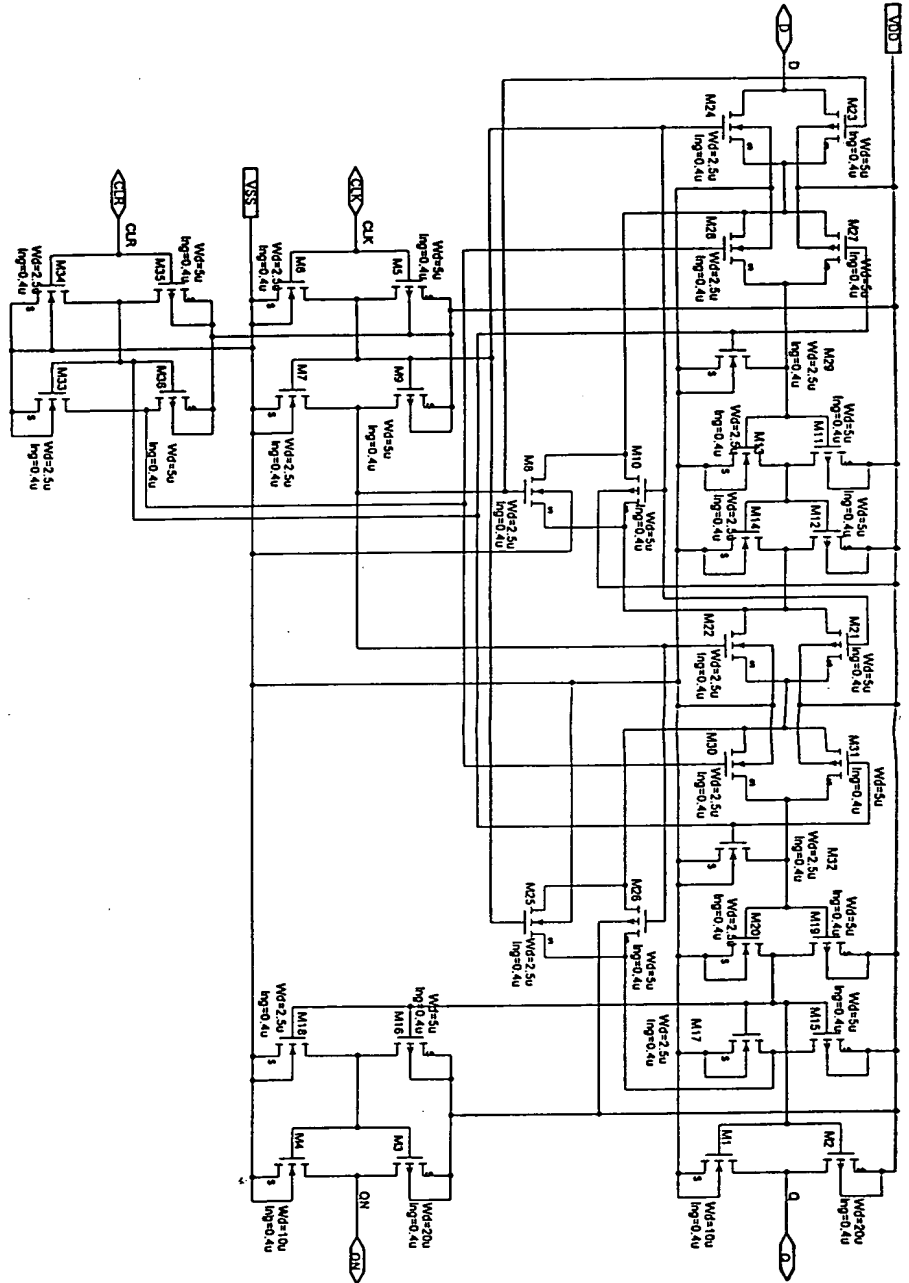 VDD
D
D
M23
Wd=5u
lng=0.4u
M24
Wd=2.5u
lng=0.4u
M27
Wd=5u
lng=0.4u
M28
Wd=2.5u
lng=0.4u
M29
Wd=2.5u
lng=0.4u
M11
Wd=5u
lng=0.4u
M13
Wd=2.5u
lng=0.4u
M12
Wd=5u
lng=0.4u
M14
Wd=2.5u
lng=0.4u
M21
Wd=5u
lng=0.4u
M22
Wd=2.5u
lng=0.4u
M31
Wd=5u
lng=0.4u
M30
Wd=2.5u
lng=0.4u
M32
Wd=2.5u
lng=0.4u
M19
Wd=5u
lng=0.4u
M20
Wd=2.5u
lng=0.4u
M15
Wd=5u
lng=0.4u
M17
Wd=2.5u
lng=0.4u
M2
Wd=20u
lng=0.4u
M1
Wd=10u
lng=0.4u
Q
Q
M10
Wd=5u
lng=0.4u
M8
Wd=2.5u
lng=0.4u
M26
Wd=5u
lng=0.4u
M25
Wd=2.5u
lng=0.4u
CLK
CLK
M5
Wd=5u
lng=0.4u
M6
Wd=2.5u
lng=0.4u
M9
Wd=5u
lng=0.4u
M7
Wd=2.5u
lng=0.4u
M16
Wd=5u
lng=0.4u
M18
Wd=2.5u
lng=0.4u
M3
Wd=20u
lng=0.4u
M4
Wd=10u
lng=0.4u
QN
QN
VSS
CLR
CLR
M35
Wd=5u
lng=0.4u
M34
Wd=2.5u
lng=0.4u
M36
Wd=5u
lng=0.4u
M33
Wd=2.5u
lng=0.4u